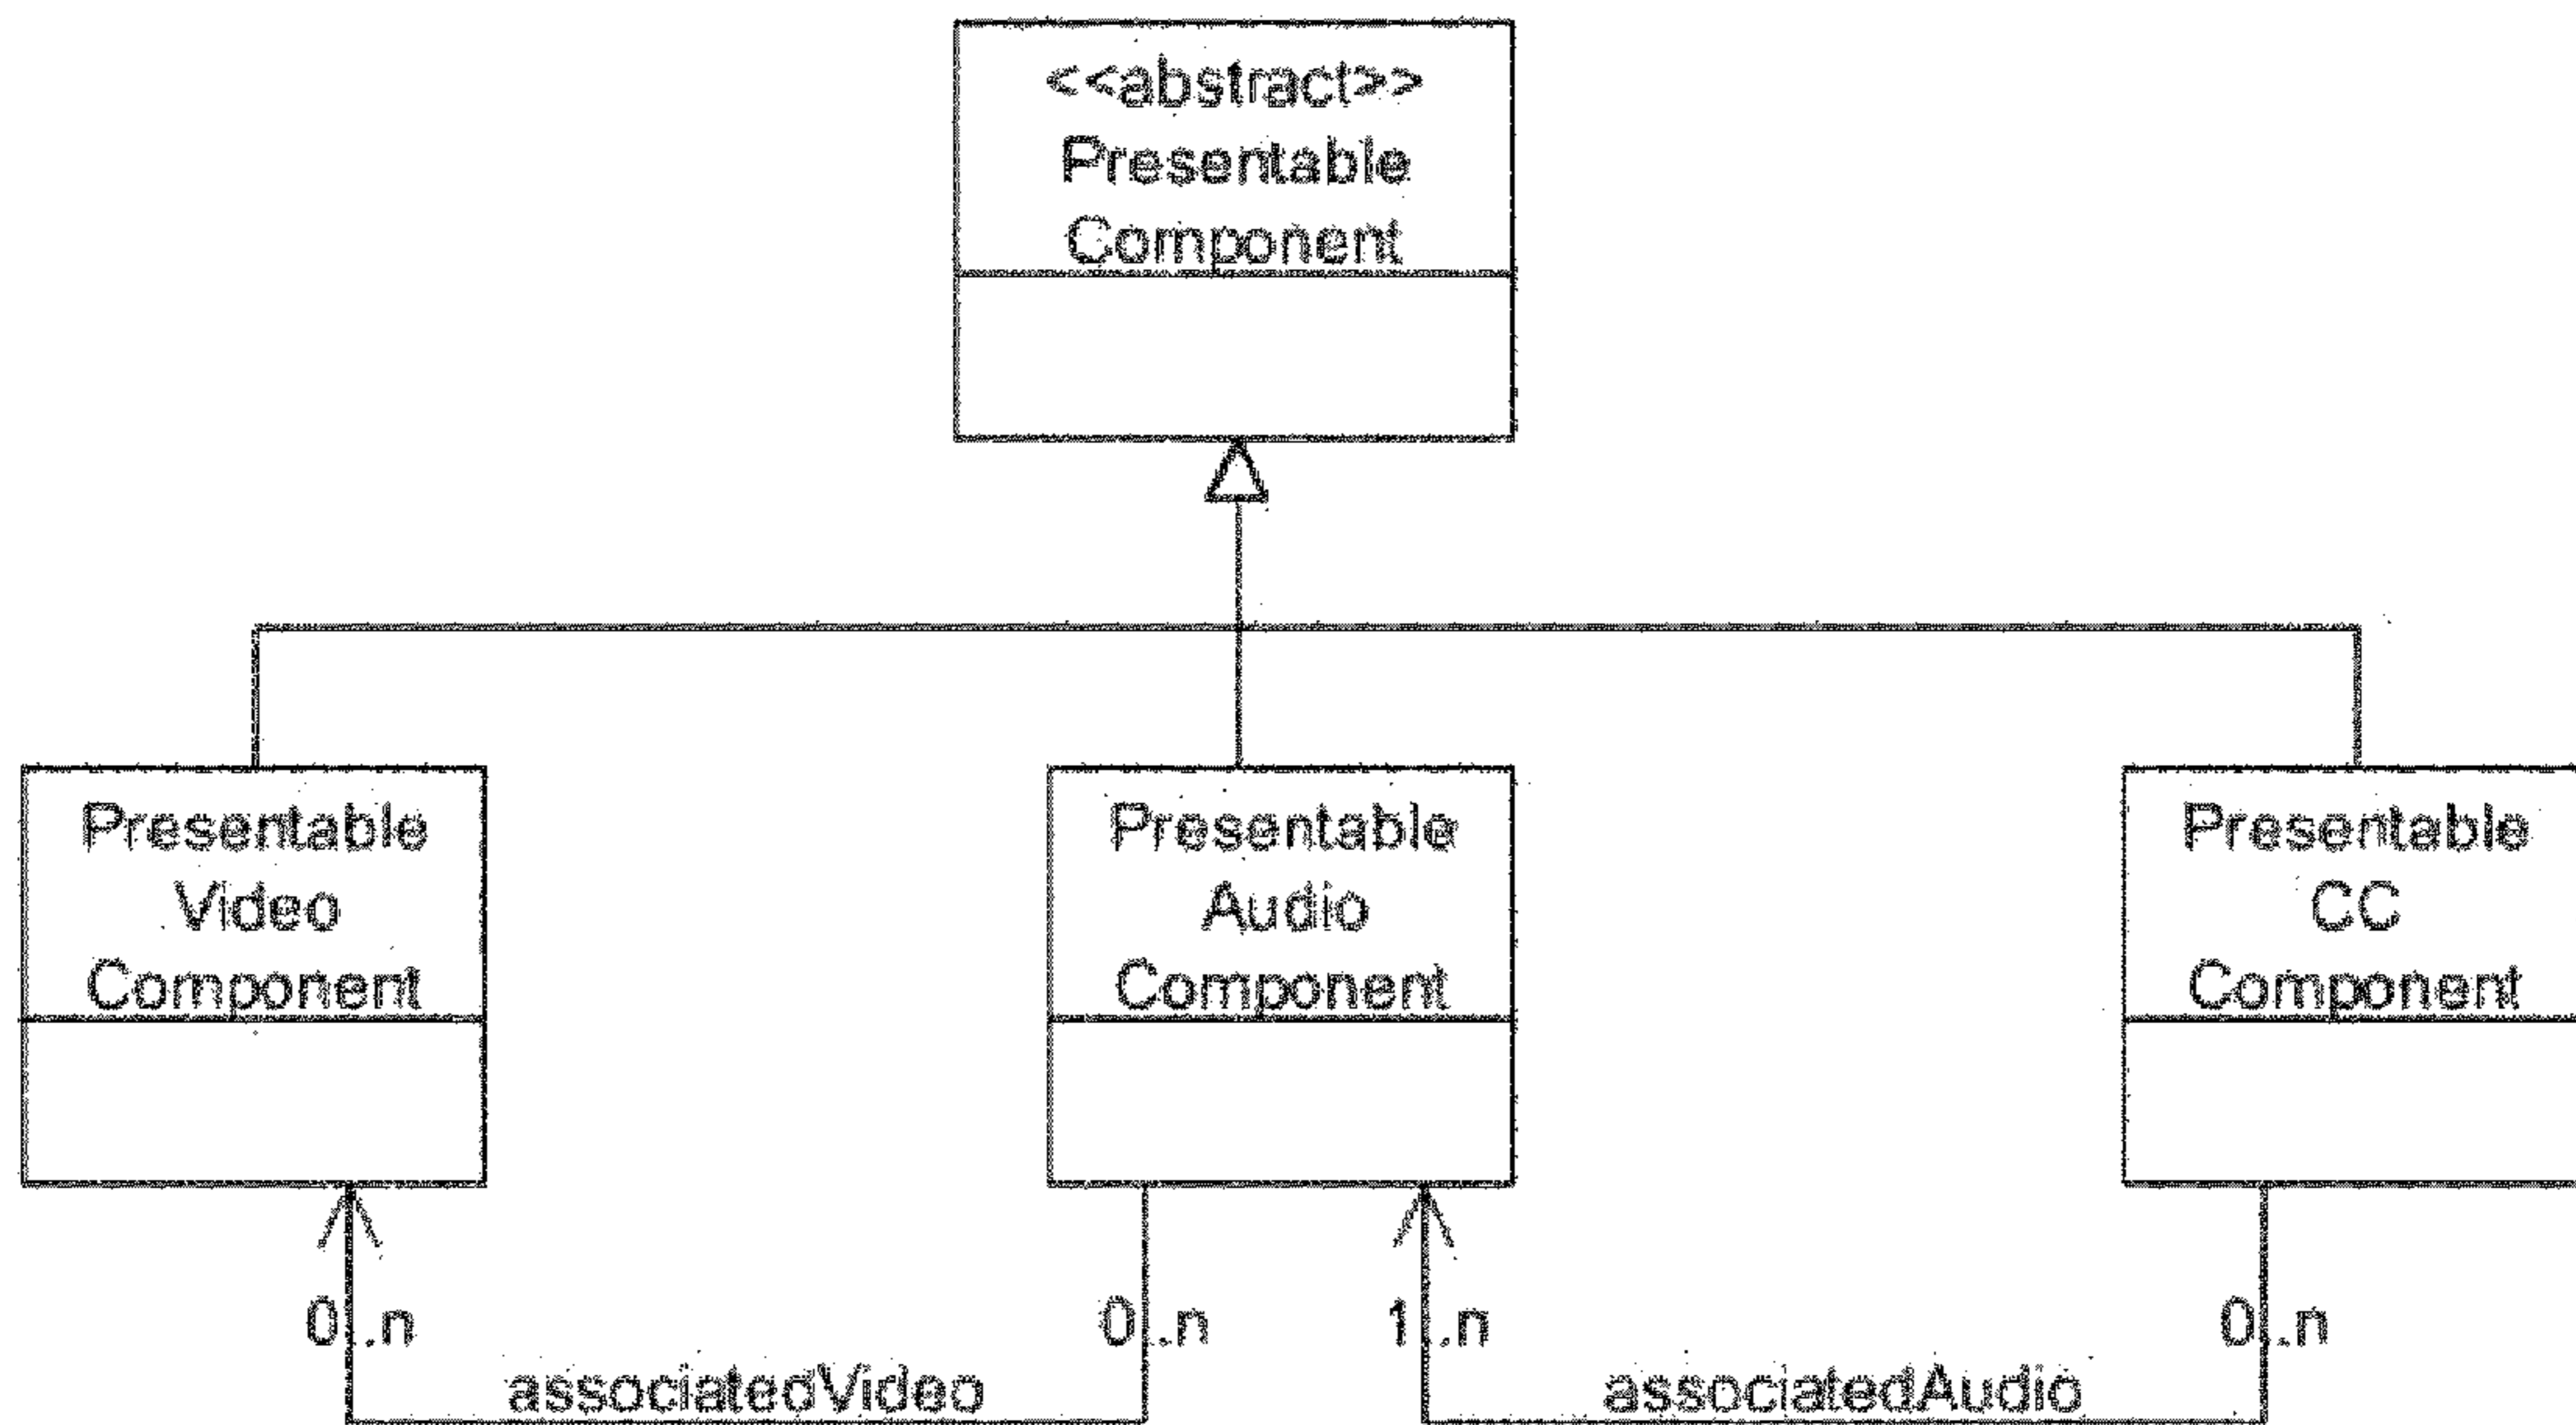 <<abstract>>
Presentable
Component
Presentable
Video
Component
Presentable
Audio
Component
Presentable
CC
Component
0..n
0..n
1..n
0..n
associatedVideo
associatedAudio